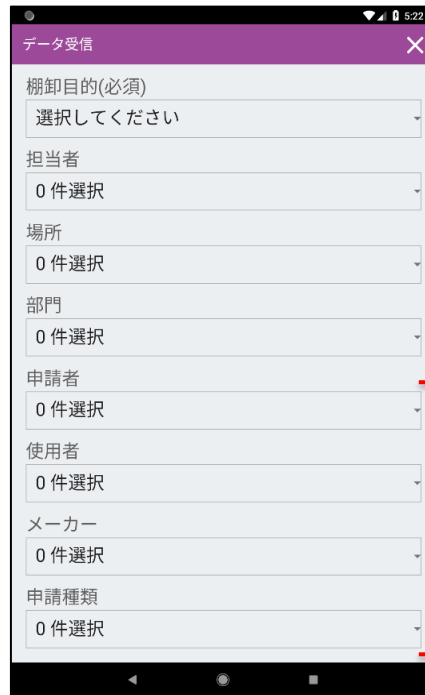 5:22
データ受信
棚卸目的(必須)
選択してください
担当者
0 件選択
場所
0 件選択
部門
0 件選択
申請者
0 件選択
使用者
0 件選択
メーカー
0 件選択
申請種類
0 件選択